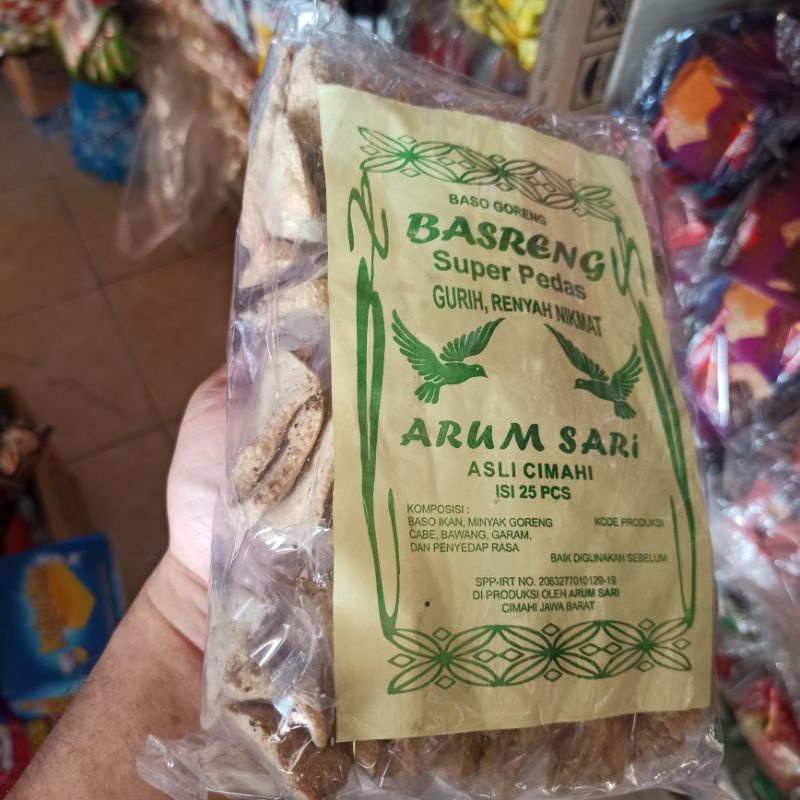 BASO GORENG
BASRENG
Super Pedas
GURIH, RENYAH NIKMAT
ARUM SARi
ASLI CIMAHI
ISI 25 PCS
KOMPOSISI :
BASO IKAN, MINYAK GORENG
CABE, BAWANG, GARAM,
DAN PENYEDAP RASA
KODE PRODUKSI
BAIK DIGUNAKAN SEBELUM
SPP-IRT NO. 2063277010129-19
DI PRODUKSI OLEH ARUM SARI
CIMAHI JAWA BARAT